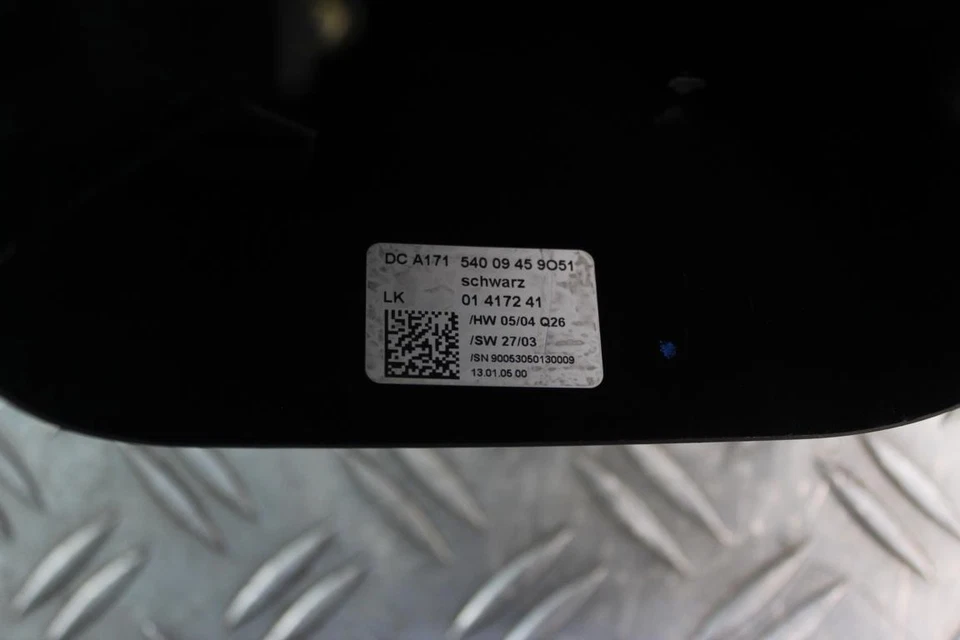 DC A171 540 09 45 9O51
schwarz
LK 01 4172 41
/HW 05/04 Q26
/SW 27/03
/SN 90053050130009
13.01.05 00